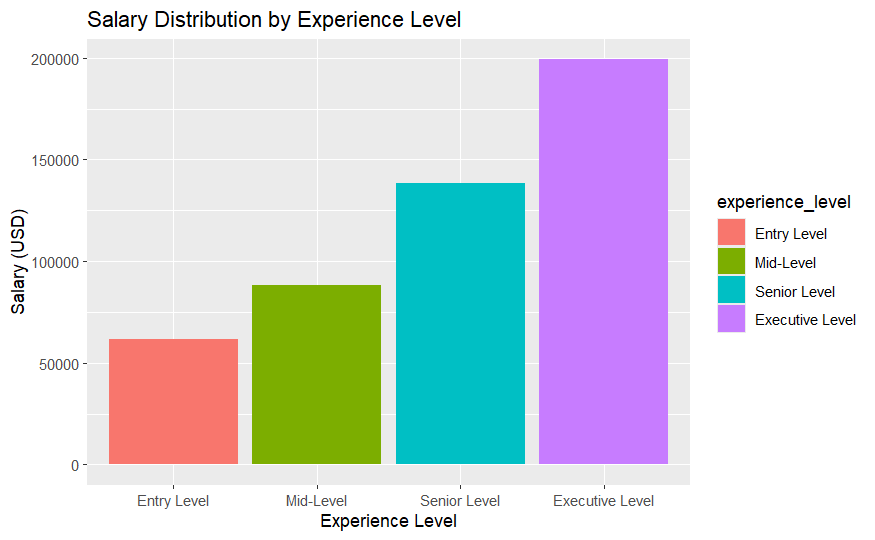 Salary Distribution by Experience Level
Salary (USD)
200000
150000
100000
50000
0
Entry Level
Mid-Level
Senior Level
Executive Level
Experience Level
experience_level
Entry Level
Mid-Level
Senior Level
Executive Level